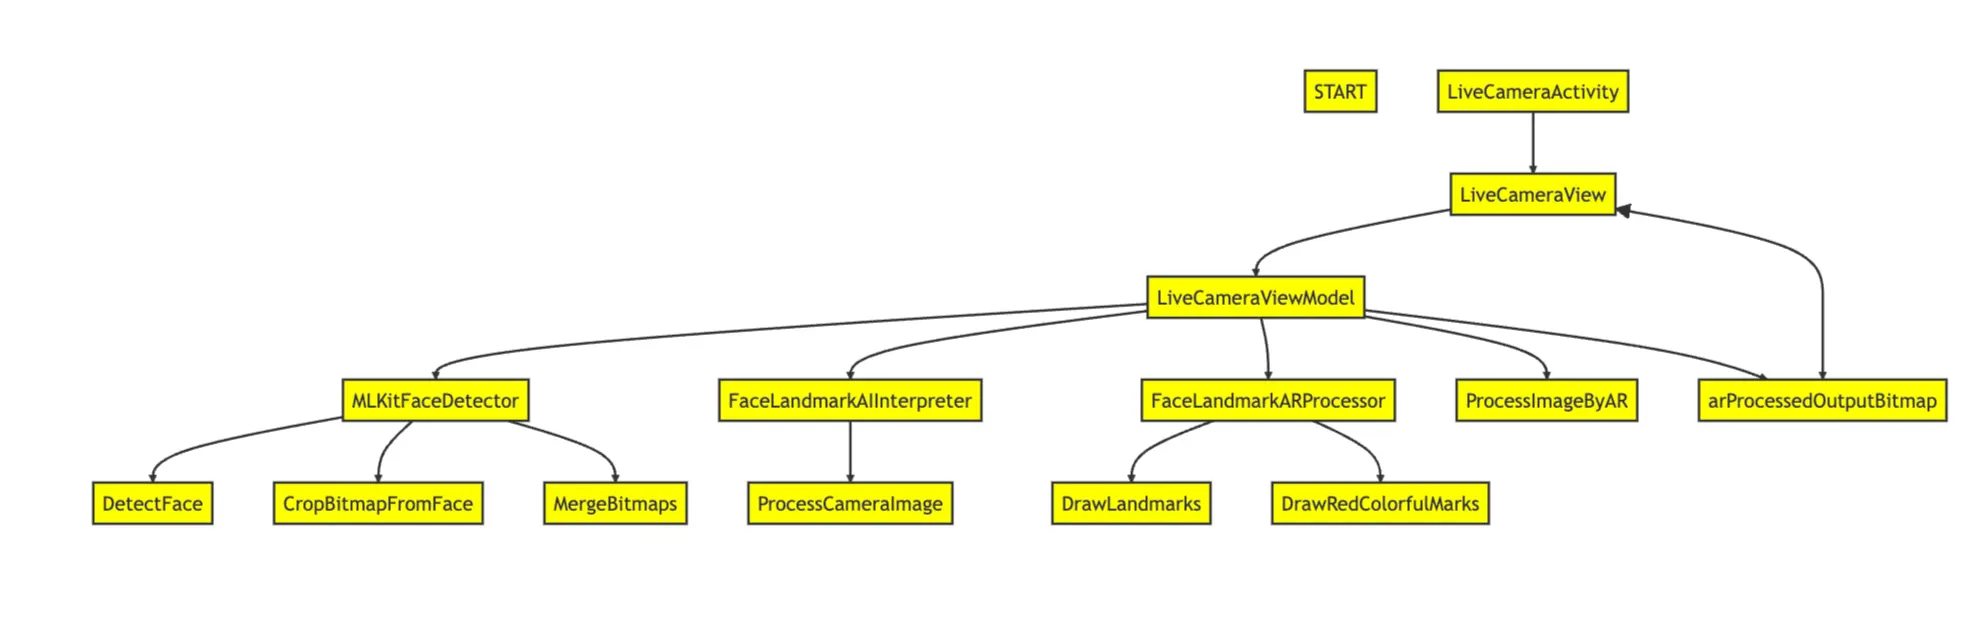 START
LiveCameraActivity
LiveCameraView
LiveCameraViewModel
MLKitFaceDetector
FaceLandmarkAIInterpreter
FaceLandmarkARProcessor
ProcessImageByAR
arProcessedOutputBitmap
DetectFace
CropBitmapFromFace
MergeBitmaps
ProcessCameraImage
DrawLandmarks
DrawRedColorfulMarks